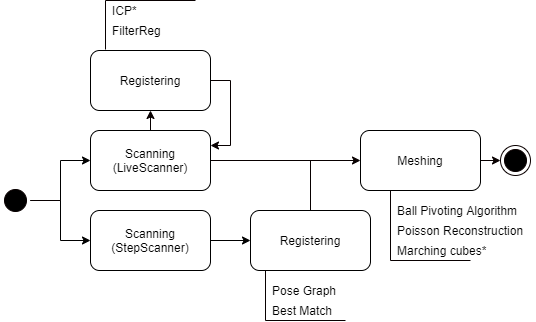 ICP*
FilterReg
Registering
Scanning
(LiveScanner)
Meshing
Scanning
(StepScanner)
Registering
Ball Pivoting Algorithm
Poisson Reconstruction
Marching cubes*
Pose Graph
Best Match